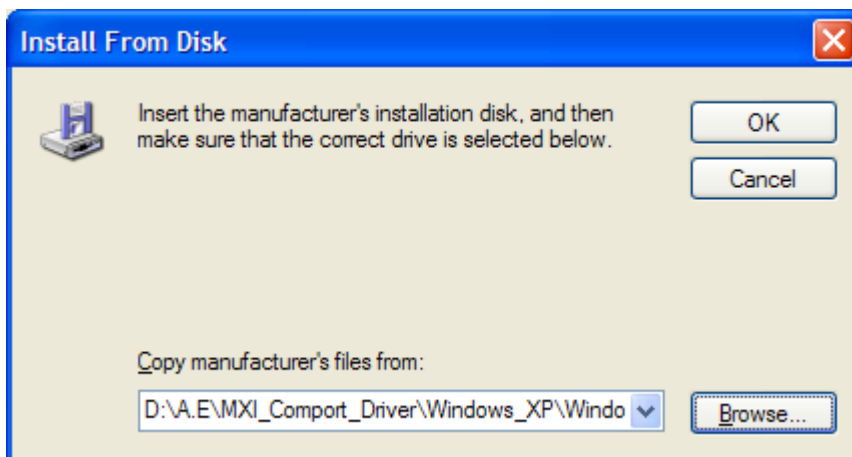 Install From Disk
Insert the manufacturer's installation disk, and then
make sure that the correct drive is selected below.
OK
Cancel
Copy manufacturer's files from:
D:\A.E\MXI_Comport_Driver\Windows_XP\Windo
Browse...